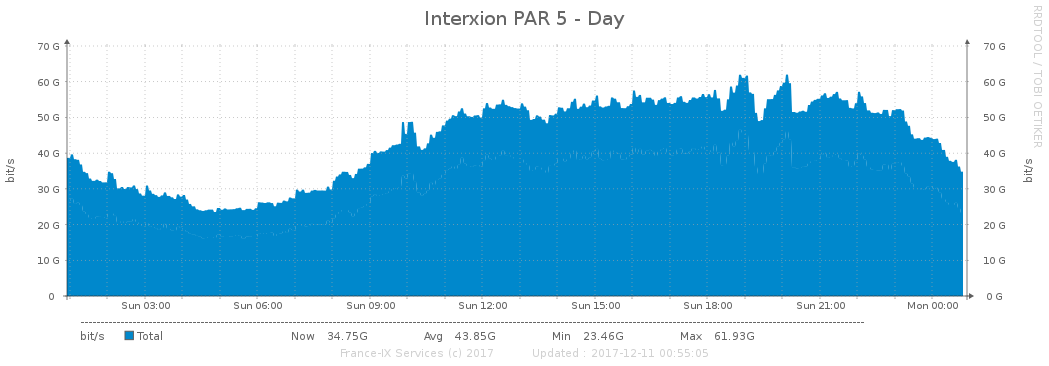 Interxion PAR 5 - Day
RRDTOOL / TOBI OETIKER
70 G 70 G
60 G 60 G
50 G 50 G
40 G 40 G
30 G 30 G
20 G 20 G
10 G 10 G
0 0 G
bit/s bit/s
Sun 03:00 Sun 06:00 Sun 09:00 Sun 12:00 Sun 15:00 Sun 18:00 Sun 21:00 Mon 00:00
bit/s Total Now 34.75G Avg 43.85G Min 23.46G Max 61.93G
France-IX Services (c) 2017 Updated : 2017-12-11 00:55:05